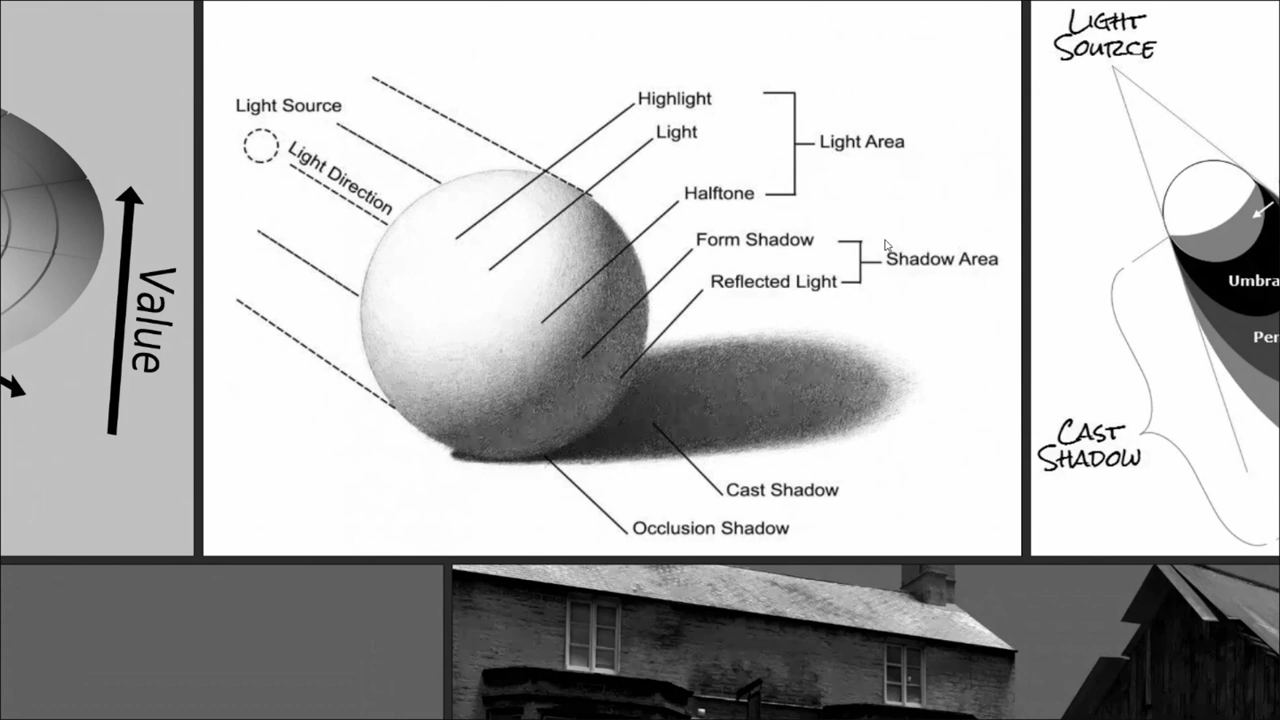 Value
Light Source
Light Direction
Highlight
Light
Light Area
Halftone
Form Shadow
Shadow Area
Reflected Light
Cast Shadow
Occlusion Shadow
LIGHT
SOURCE
Umbra
CAST
SHADOW